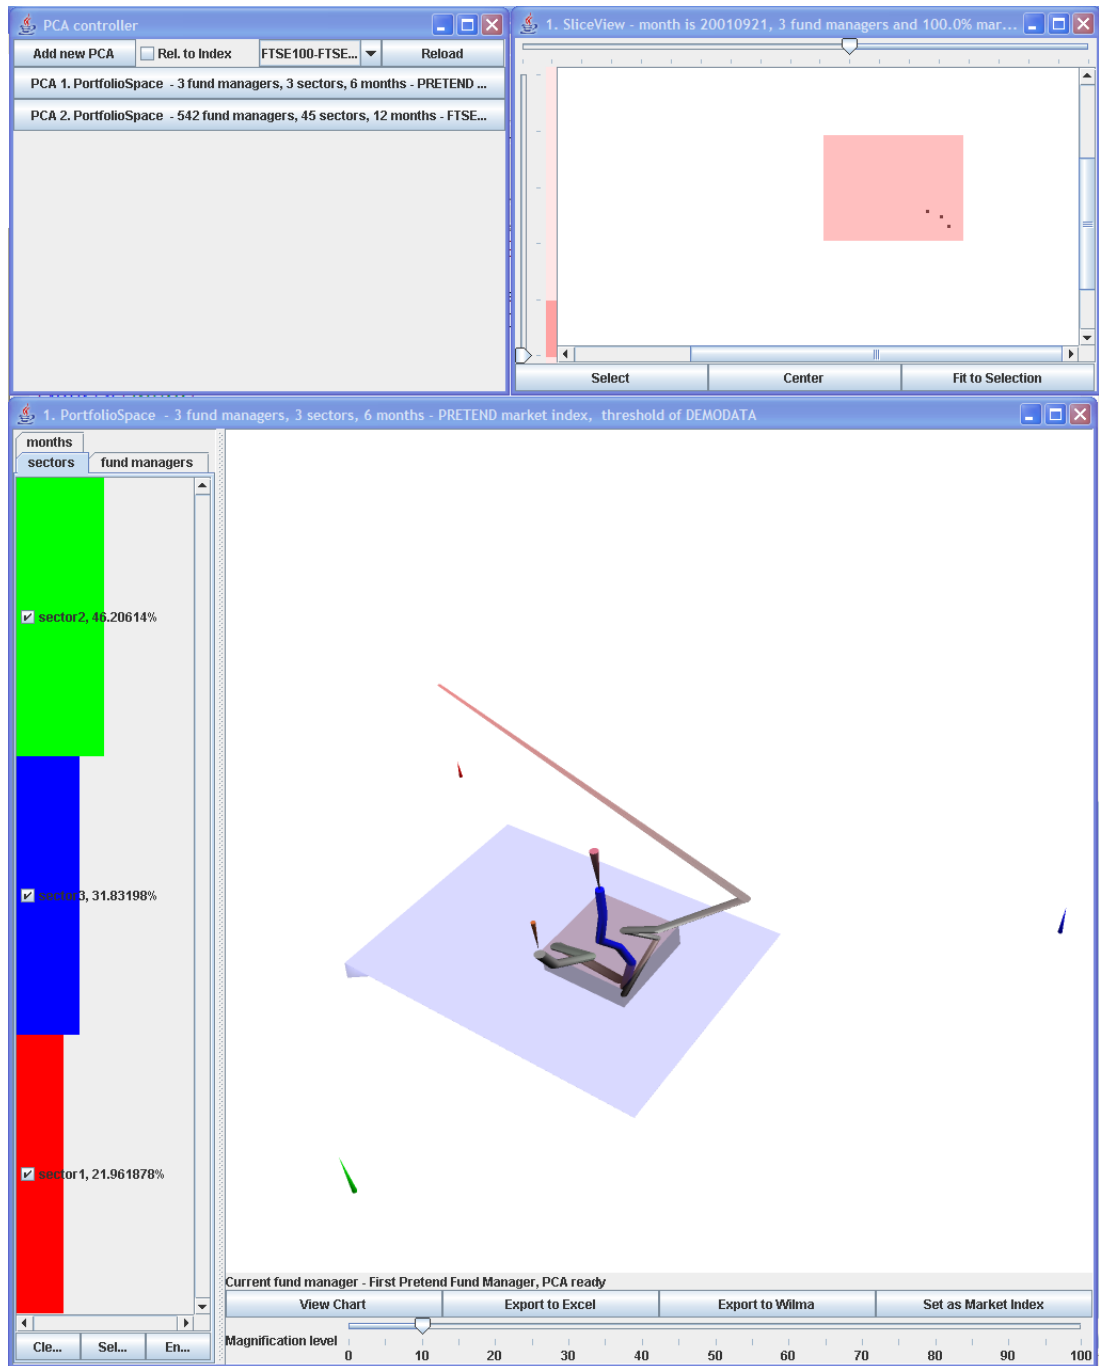 PCA controller
Add new PCA
Rel. to Index
FTSE100-FTSE...
Reload
PCA 1. PortfolioSpace - 3 fund managers, 3 sectors, 6 months - PRETEND ...
PCA 2. PortfolioSpace - 542 fund managers, 45 sectors, 12 months - FTSE...
1. SliceView - month is 20010921, 3 fund managers and 100.0% mar...
Select
Center
Fit to Selection
1. PortfolioSpace - 3 fund managers, 3 sectors, 6 months - PRETEND market index, threshold of DEMODATA
months
sectors
fund managers
sector2, 46.20614%
sector3, 31.83198%
sector1, 21.961878%
Cle...
Sel...
En...
Current fund manager - First Pretend Fund Manager, PCA ready
View Chart
Export to Excel
Export to Wilma
Set as Market Index
Magnification level
0 10 20 30 40 50 60 70 80 90 100